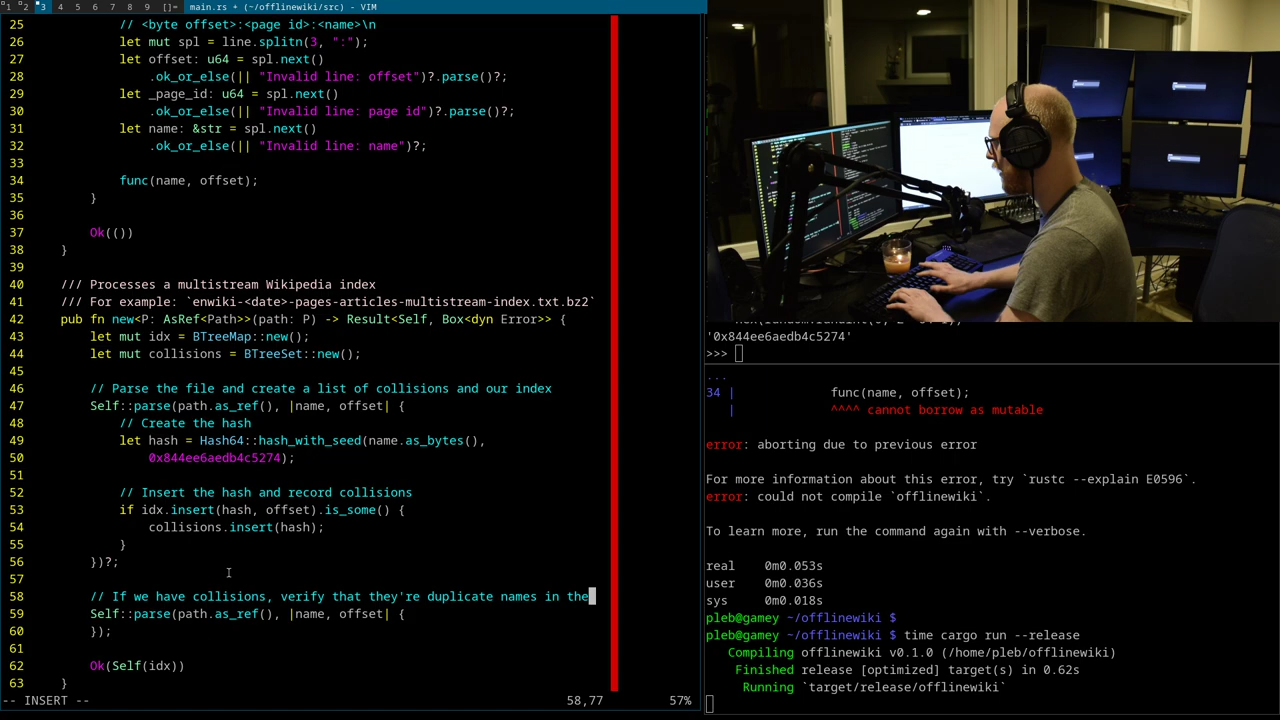 1 2 3 4 5 6 7 8 9 []= main.rs + (~/offlinewiki/src) - VIM
25 // <byte offset>:<page id>:<name>\n
26 let mut spl = line.splitn(3, ":");
27 let offset: u64 = spl.next()
28 .ok_or_else(|| "Invalid line: offset")?.parse()?;
29 let _page_id: u64 = spl.next()
30 .ok_or_else(|| "Invalid line: page id")?.parse()?;
31 let name: &str = spl.next()
32 .ok_or_else(|| "Invalid line: name")?;
33
34 func(name, offset);
35 }
36
37 Ok(())
38 }
39
40 /// Processes a multistream Wikipedia index
41 /// For example: `enwiki-<date>-pages-articles-multistream-index.txt.bz2`
42 pub fn new<P: AsRef<Path>>(path: P) -> Result<Self, Box<dyn Error>> {
43 let mut idx = BTreeMap::new();
44 let mut collisions = BTreeSet::new();
45
46 // Parse the file and create a list of collisions and our index
47 Self::parse(path.as_ref(), |name, offset| {
48 // Create the hash
49 let hash = Hash64::hash_with_seed(name.as_bytes(),
50 0x844ee6aedb4c5274);
51
52 // Insert the hash and record collisions
53 if idx.insert(hash, offset).is_some() {
54 collisions.insert(hash);
55 }
56 })?;
57
58 // If we have collisions, verify that they're duplicate names in the
59 Self::parse(path.as_ref(), |name, offset| {
60 });
61
62 Ok(Self(idx))
63 }
-- INSERT -- 58,77 57%
'0x844ee6aedb4c5274'
>>>
...
34 | func(name, offset);
| ^^^^ cannot borrow as mutable
error: aborting due to previous error
For more information about this error, try `rustc --explain E0596`.
error: could not compile `offlinewiki`.
To learn more, run the command again with --verbose.
real 0m0.053s
user 0m0.036s
sys 0m0.018s
pleb@gamey ~/offlinewiki $
pleb@gamey ~/offlinewiki $ time cargo run --release
Compiling offlinewiki v0.1.0 (/home/pleb/offlinewiki)
Finished release [optimized] target(s) in 0.62s
Running `target/release/offlinewiki`